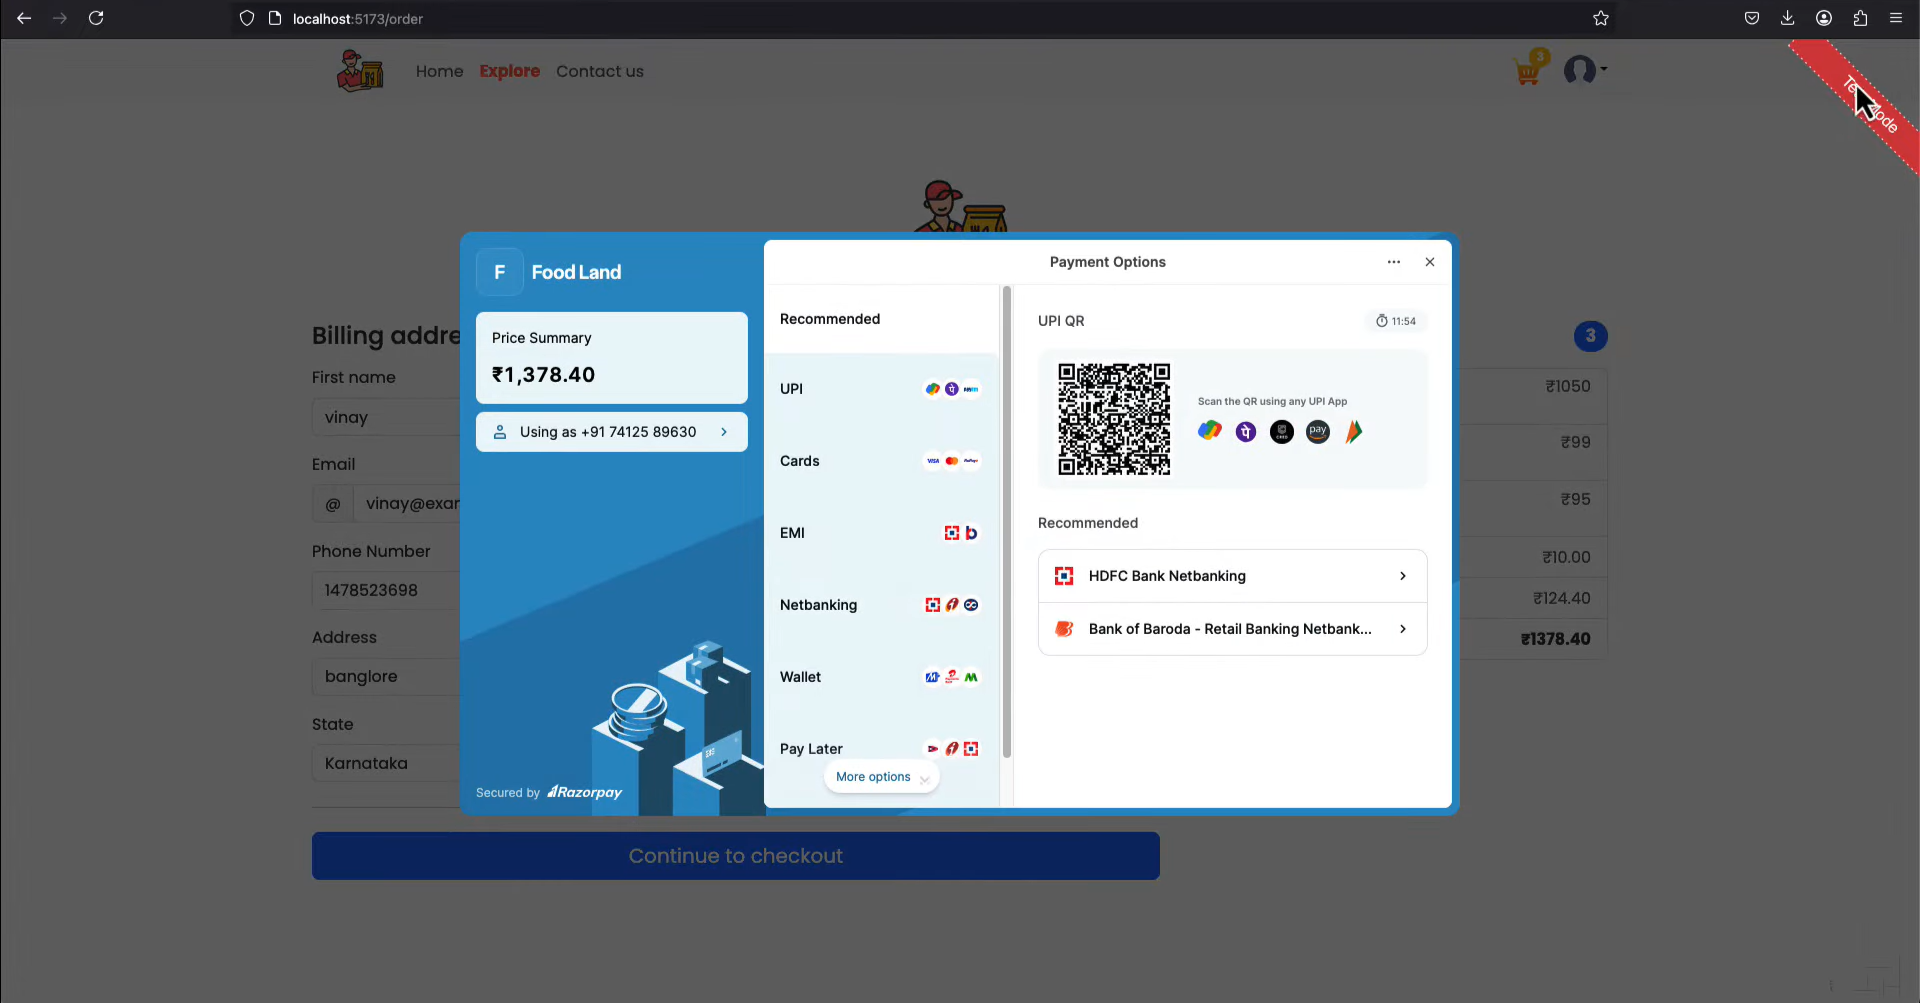 localhost:5173/order
Home Explore Contact us
3
F Food Land
Price Summary
₹1,378.40
Using as +91 74125 89630
Secured by Razorpay
Payment Options
Recommended
UPI
Cards
EMI
Netbanking
Wallet
Pay Later
More options
UPI QR
11:54
Scan the QR using any UPI App
Recommended
HDFC Bank Netbanking
Bank of Baroda - Retail Banking Netbank...
Billing addre
First name
vinay
Email
@ vinay@exar
Phone Number
1478523698
Address
banglore
State
Karnataka
Continue to checkout
3
₹1050
₹99
₹95
₹10.00
₹124.40
₹1378.40